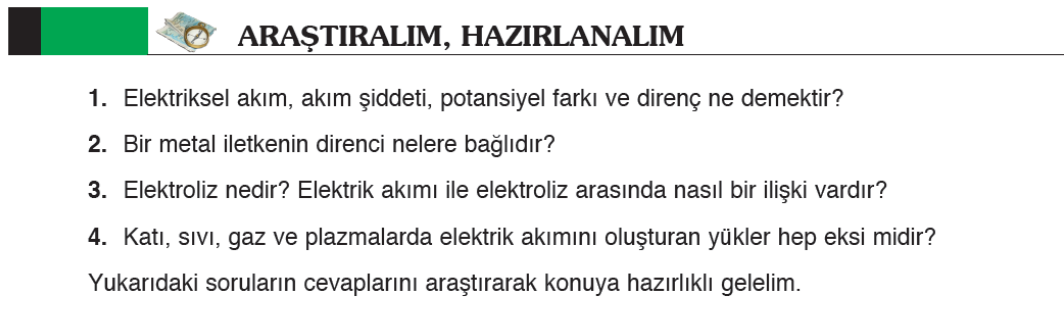 ARAŞTIRALIM, HAZIRLANALIM
1. Elektriksel akım, akım şiddeti, potansiyel farkı ve direnç ne demektir?
2. Bir metal iletkenin direnci nelere bağlıdır?
3. Elektroliz nedir? Elektrik akımı ile elektroliz arasında nasıl bir ilişki vardır?
4. Katı, sıvı, gaz ve plazmalarda elektrik akımını oluşturan yükler hep eksi midir?
Yukarıdaki soruların cevaplarını araştırarak konuya hazırlıklı gelelim.